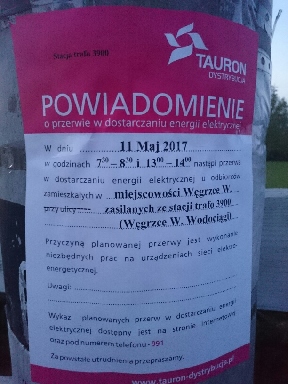 Stacja trafo 3900
TAURON
DYSTRYBUCJA
POWIADOMIENIE
o przerwie w dostarczaniu energii elektrycznej
W dniu ........ 11 Maj 2017
w godzinach 7³⁰ – 8³⁰ i 13⁰⁰ – 14⁰⁰ nastąpi przerwa
w dostarczaniu energii elektrycznej u odbiorców
zamieszkałych w miejscowości Węgrzce W.
przy ulicy zasilanych ze stacji trafo 3900
(Węgrzce W. Wodociągi)
Przyczyną planowanej przerwy jest wykonanie
niezbędnych prac na urządzeniach sieci elektro-
energetycznej.
Uwagi:
Wykaz planowanych przerw w dostarczaniu energii
elektrycznej dostępny jest na stronie internetowej
oraz pod numerem telefonu - 991
Za powstałe utrudnienia przepraszamy.
www.tauron-dystrybucja.pl